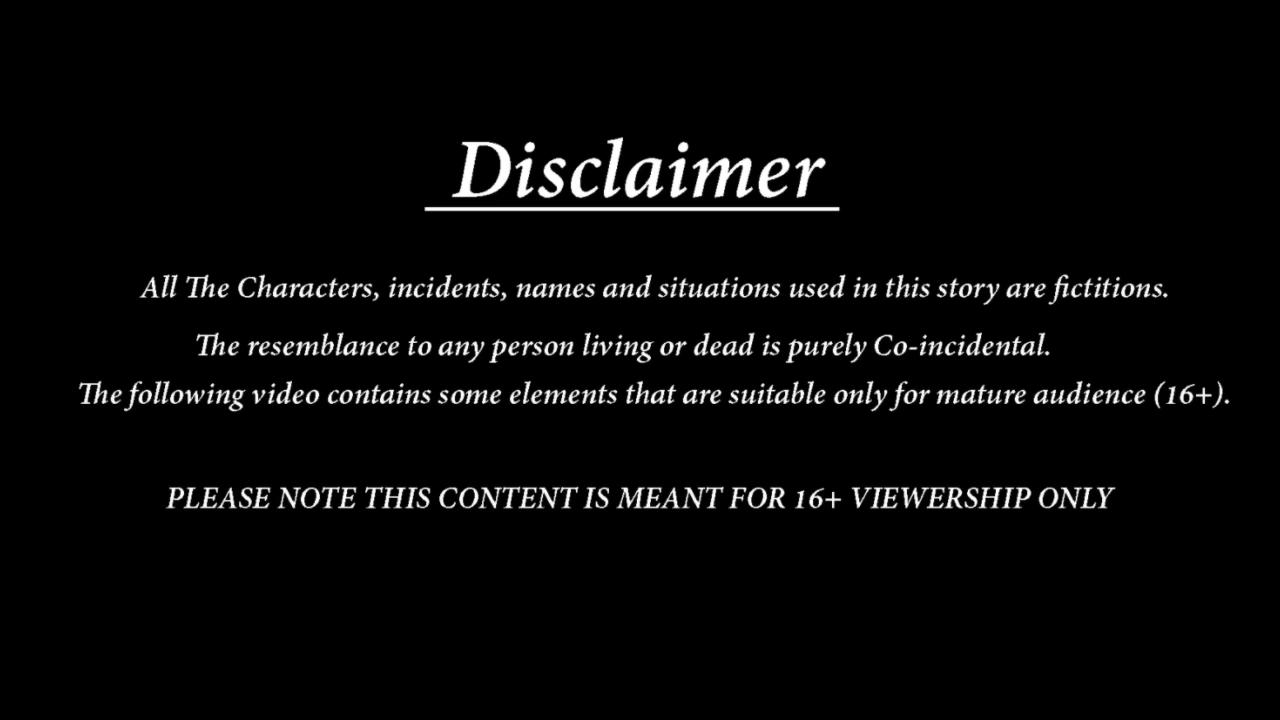 Disclaimer
All The Characters, incidents, names and situations used in this story are fictitions.
The resemblance to any person living or dead is purely Co-incidental.
The following video contains some elements that are suitable only for mature audience (16+).
PLEASE NOTE THIS CONTENT IS MEANT FOR 16+ VIEWERSHIP ONLY